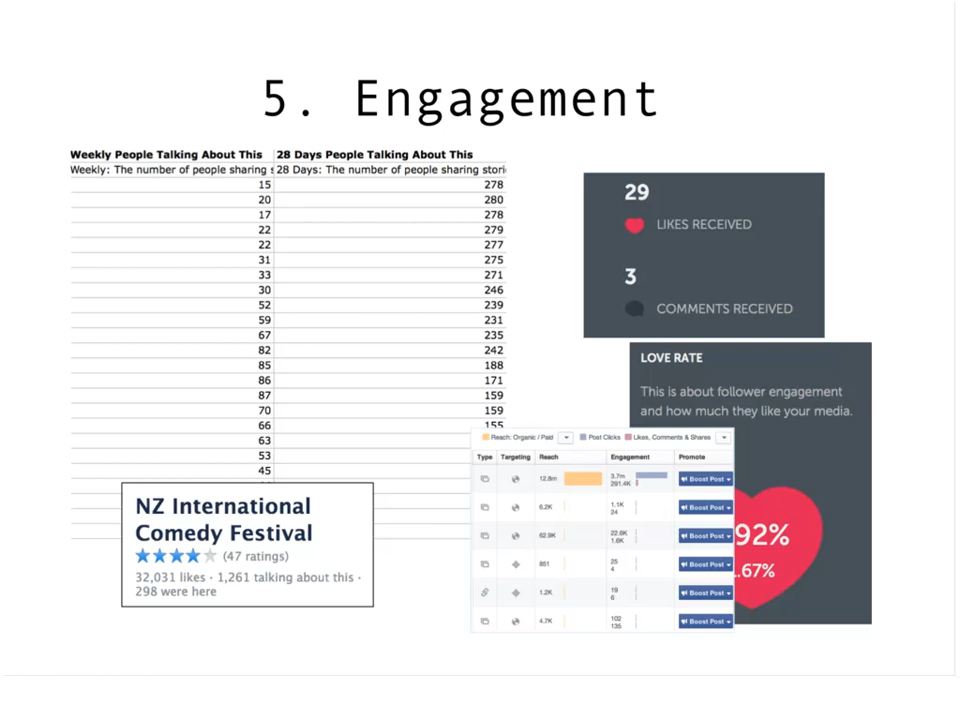 5. Engagement
Weekly People Talking About This 28 Days People Talking About This
Weekly: The number of people sharing 28 Days: The number of people sharing
15 278
20 280
17 278
22 279
22 277
31 275
33 271
30 246
52 239
59 231
67 235
82 242
85 188
86 171
87 159
70 159
66 155
63
53
45
29
LIKES RECEIVED
3
COMMENTS RECEIVED
LOVE RATE
This is about follower engagement
and how much they like your media.
92%
.67%
Reach: Organic / Paid Post Clicks Likes, Comments & Shares
Type Targeting Reach Engagement Promote
12.8m 3.7m Boost Post
291.4K
6.2K 1.1K Boost Post
24
62.9K 22.6K Boost Post
1.6K
851 25 Boost Post
4
1.2K 19 Boost Post
6
4.7K 102 Boost Post
135
NZ International
Comedy Festival
(47 ratings)
32,031 likes · 1,261 talking about this ·
298 were here